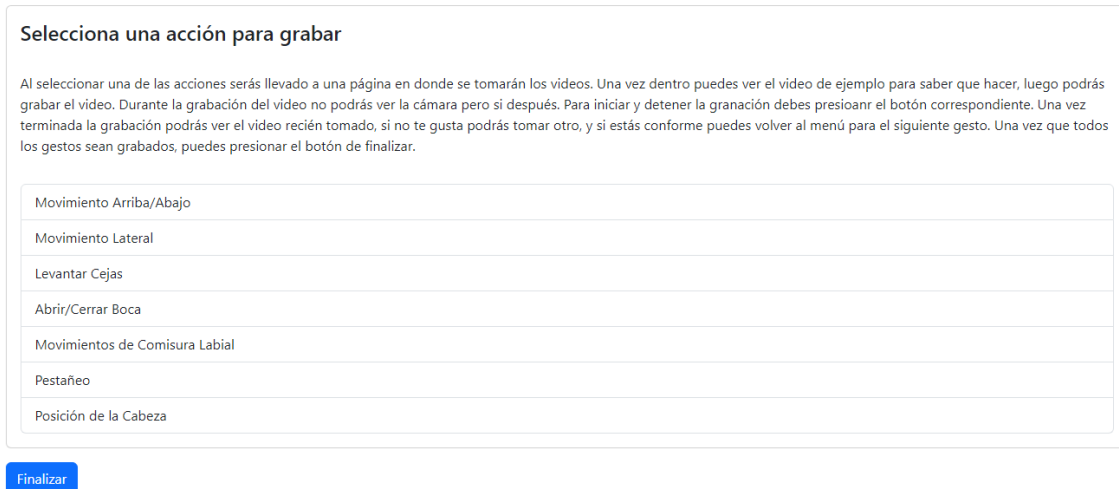 Selecciona una acción para grabar
Al seleccionar una de las acciones serás llevado a una página en donde se tomarán los videos. Una vez dentro puedes ver el video de ejemplo para saber que hacer, luego podrás
grabar el video. Durante la grabación del video no podrás ver la cámara pero si después. Para iniciar y detener la granación debes presioanr el botón correspondiente. Una vez
terminada la grabación podrás ver el video recién tomado, si no te gusta podrás tomar otro, y si estás conforme puedes volver al menú para el siguiente gesto. Una vez que todos
los gestos sean grabados, puedes presionar el botón de finalizar.
Movimiento Arriba/Abajo
Movimiento Lateral
Levantar Cejas
Abrir/Cerrar Boca
Movimientos de Comisura Labial
Pestañeo
Posición de la Cabeza
Finalizar